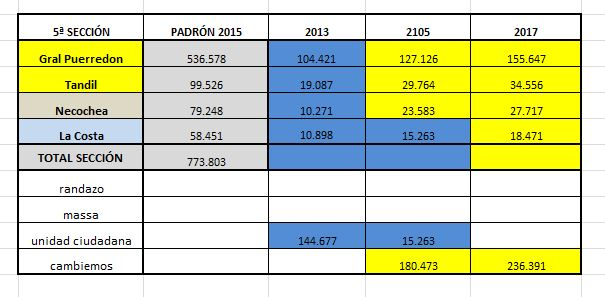 5ª SECCIÓN PADRÓN 2015 2013 2105 2017
Gral Puerredon 536.578 104.421 127.126 155.647
Tandil 99.526 19.087 29.764 34.556
Necochea 79.248 10.271 23.583 27.717
La Costa 58.451 10.898 15.263 18.471
TOTAL SECCIÓN 773.803
randazo
massa
unidad ciudadana 144.677 15.263
cambiemos 180.473 236.391